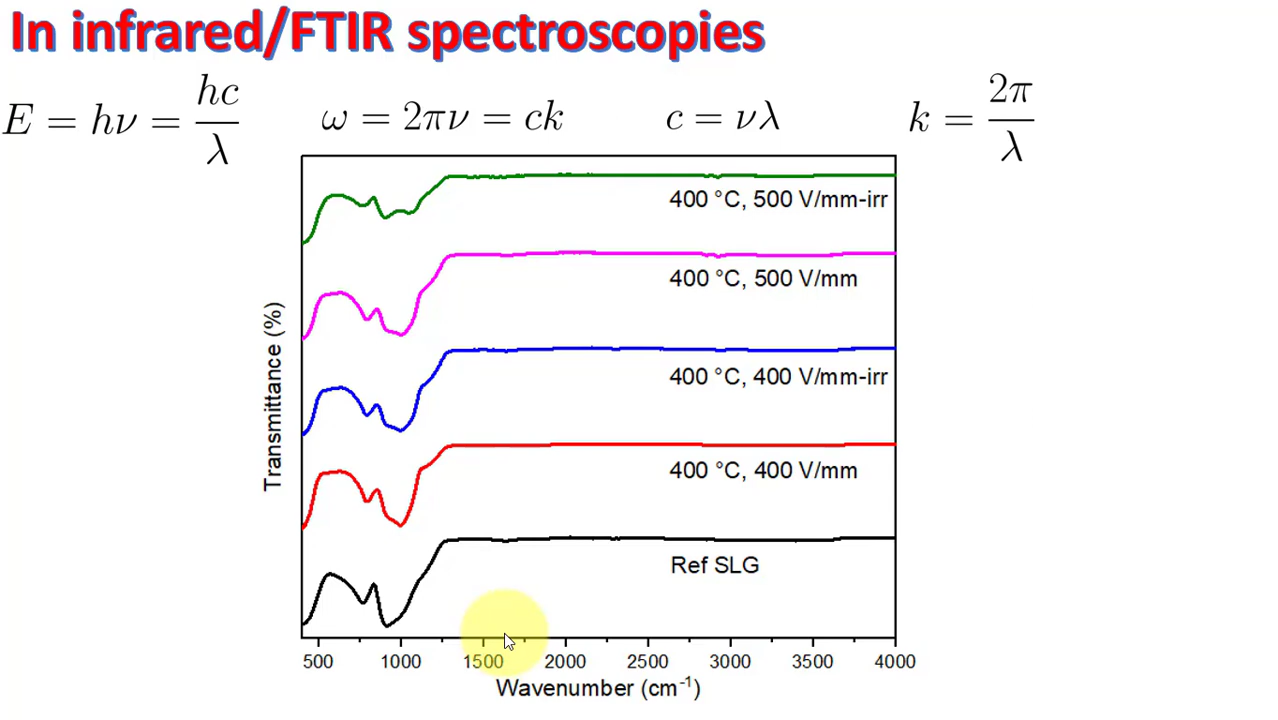 In infrared/FTIR spectroscopies
E = hν = hc/λ
ω = 2πν = ck
c = νλ
k = 2π/λ
400 °C, 500 V/mm-irr
400 °C, 500 V/mm
400 °C, 400 V/mm-irr
400 °C, 400 V/mm
Ref SLG
Transmittance (%)
500 1000 1500 2000 2500 3000 3500 4000
Wavenumber (cm⁻¹)